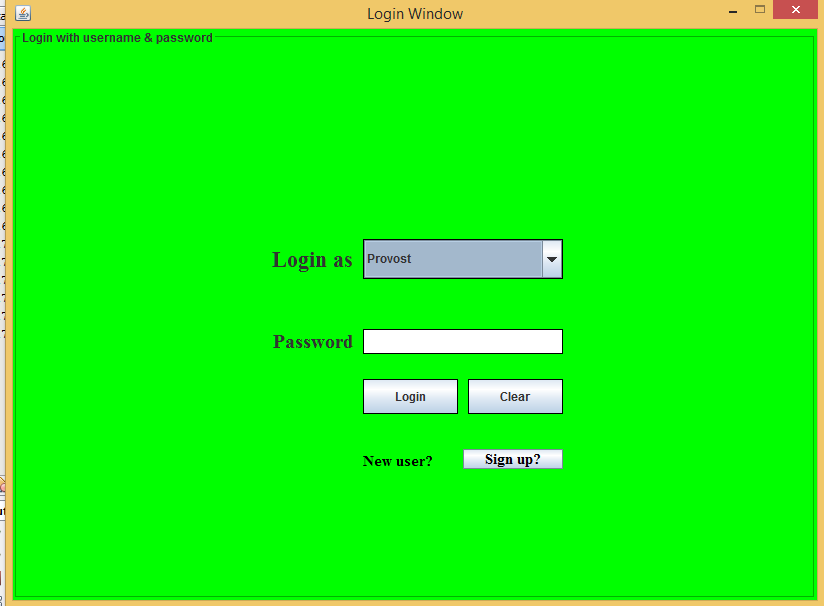 Login Window
Login with username & password
Login as Provost
Password
Login Clear
New user? Sign up?